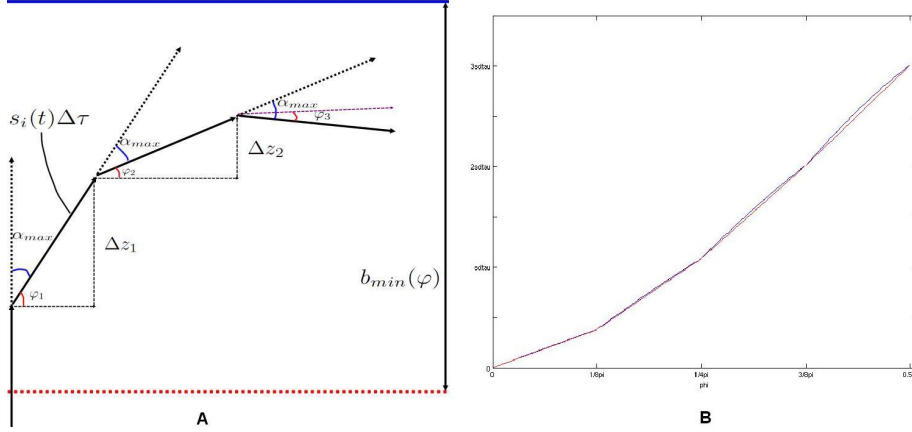 s_i(t)Δτ
α_max
φ_1
Δz_1
α_max
φ_2
Δz_2
α_max
φ_3
b_min(φ)
A
3sdtau
2sdtau
sdtau
0
0
1/8pi
1/4pi
3/8pi
0.5
phi
B